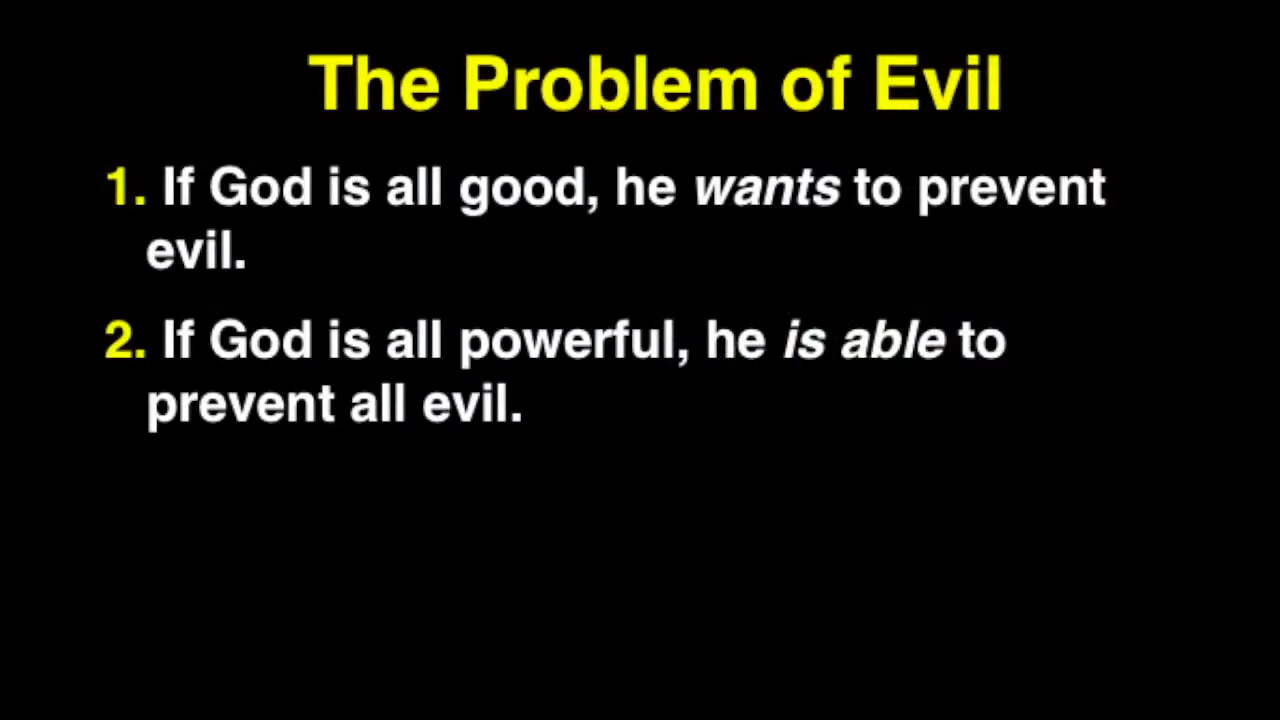 The Problem of Evil
1. If God is all good, he wants to prevent
evil.
2. If God is all powerful, he is able to
prevent all evil.